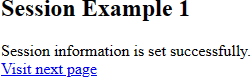 Session Example 1
Session information is set successfully.
Visit next page